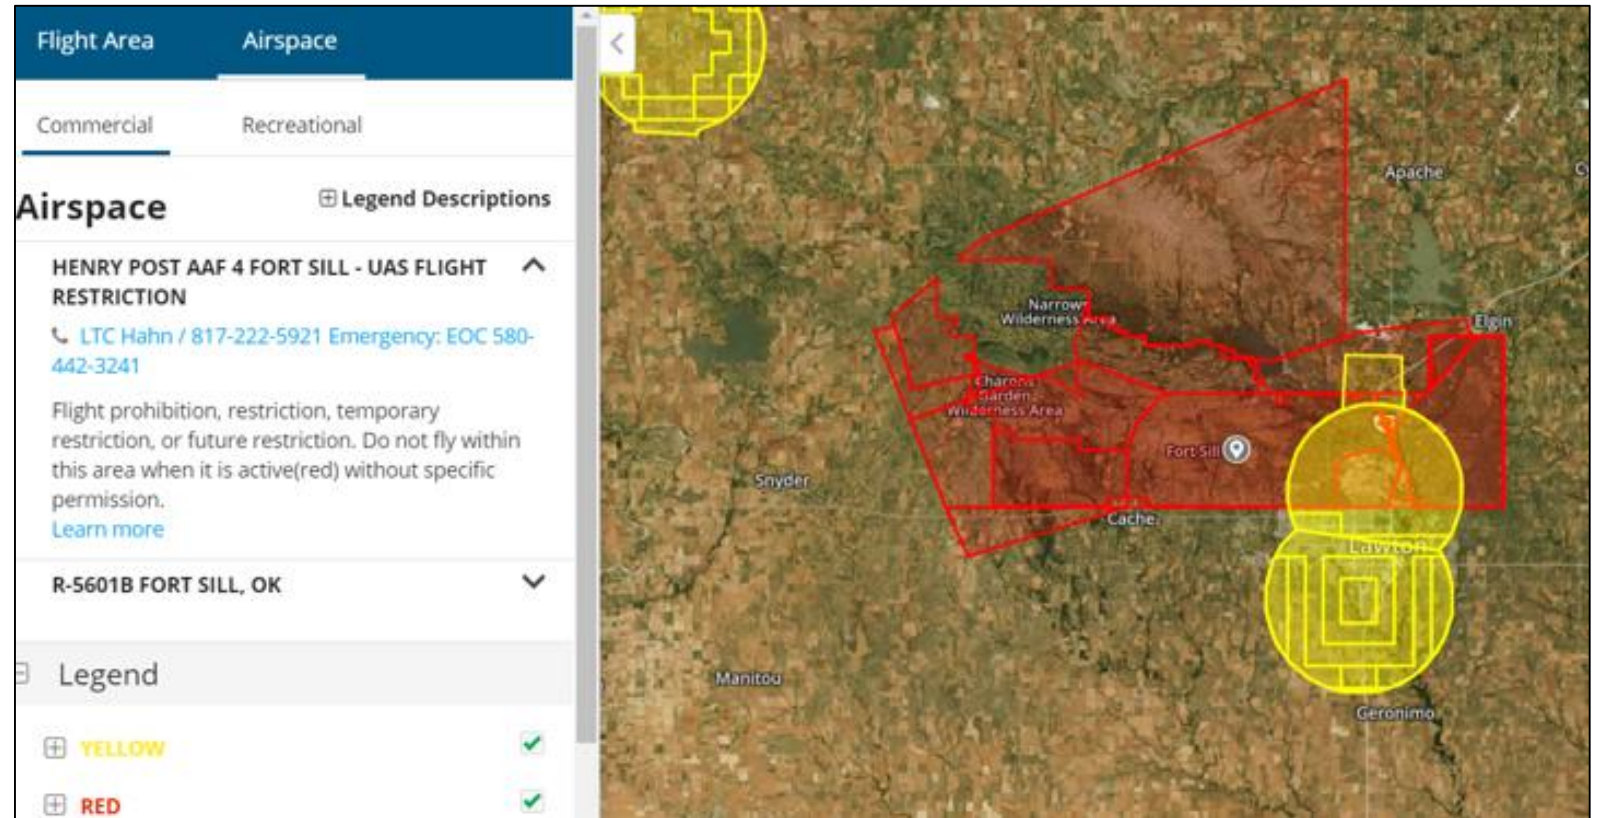 Flight Area
Airspace
Commercial
Recreational
Airspace
Legend Descriptions
HENRY POST AAF 4 FORT SILL - UAS FLIGHT
RESTRICTION
LTC Hahn / 817-222-5921 Emergency: EOC 580-
442-3241
Flight prohibition, restriction, temporary
restriction, or future restriction. Do not fly within
this area when it is active(red) without specific
permission.
Learn more
R-5601B FORT SILL, OK
Legend
YELLOW
RED
Apache
Narrows
Wilderness Area
Elgin
Charons
Garden
Wilderness Area
Fort Sill
Snyder
Cache
Lawton
Manitou
Geronimo